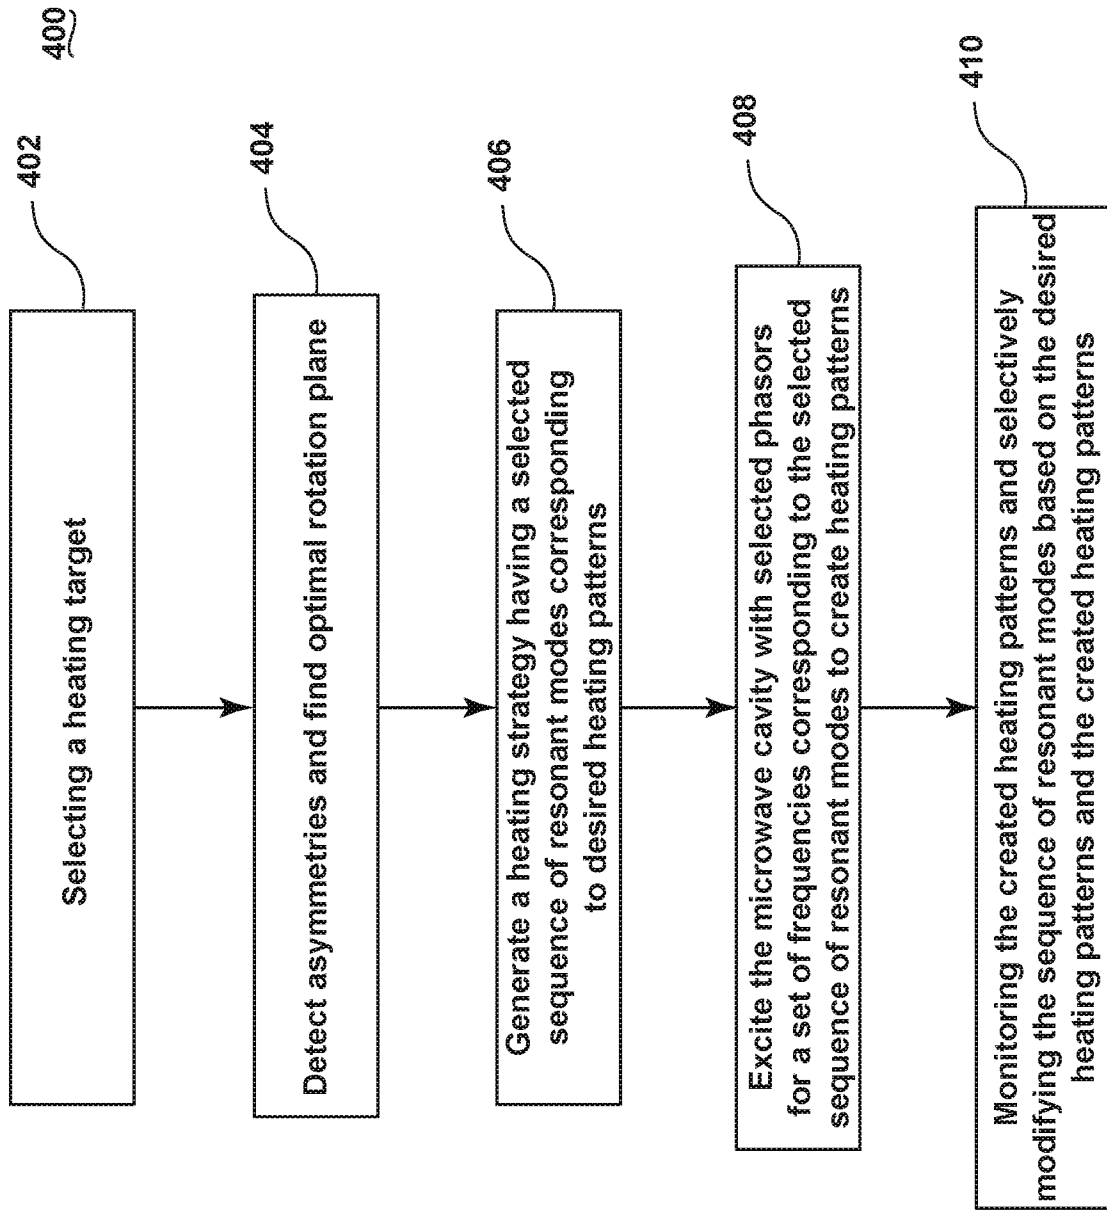 400
402
Selecting a heating target
404
Detect asymmetries and find optimal rotation plane
406
Generate a heating strategy having a selected
sequence of resonant modes corresponding
to desired heating patterns
408
Excite the microwave cavity with selected phasors
for a set of frequencies corresponding to the selected
sequence of resonant modes to create heating patterns
410
Monitoring the created heating patterns and selectively
modifying the sequence of resonant modes based on the desired
heating patterns and the created heating patterns